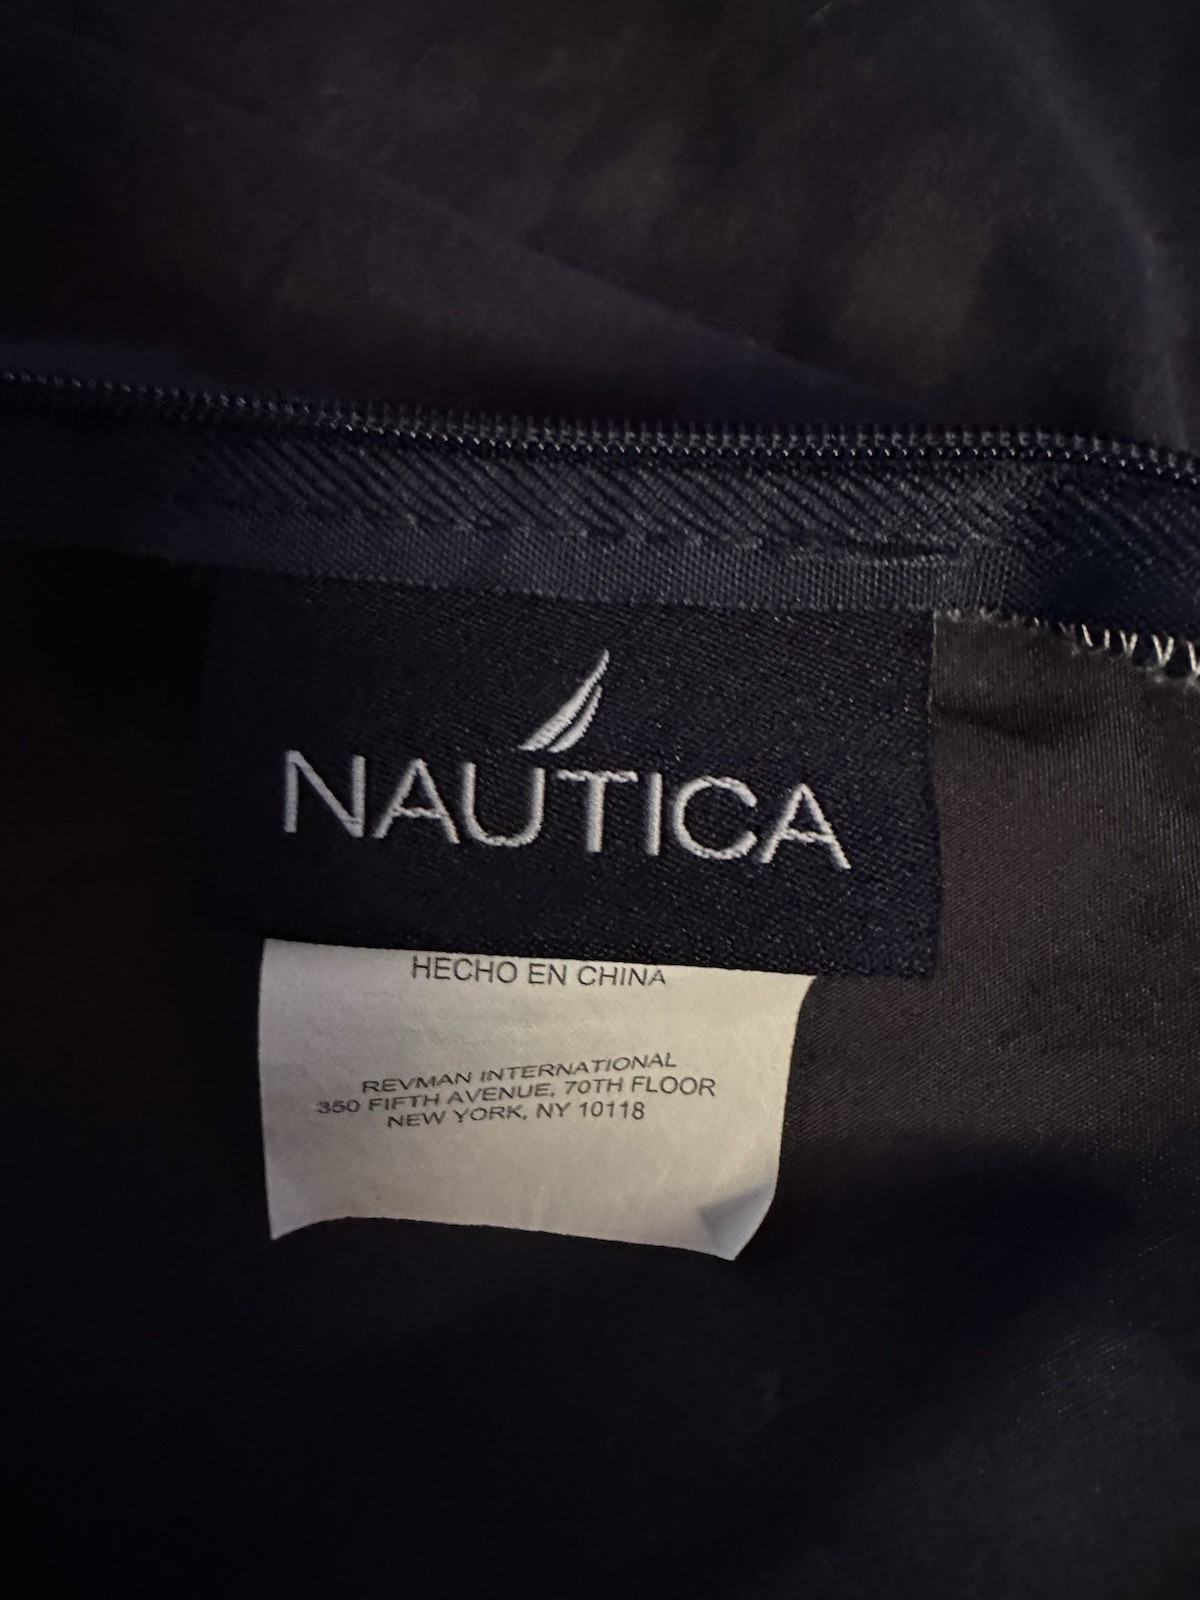 NAUTICA
HECHO EN CHINA
REVMAN INTERNATIONAL
350 FIFTH AVENUE, 70TH FLOOR
NEW YORK, NY 10118